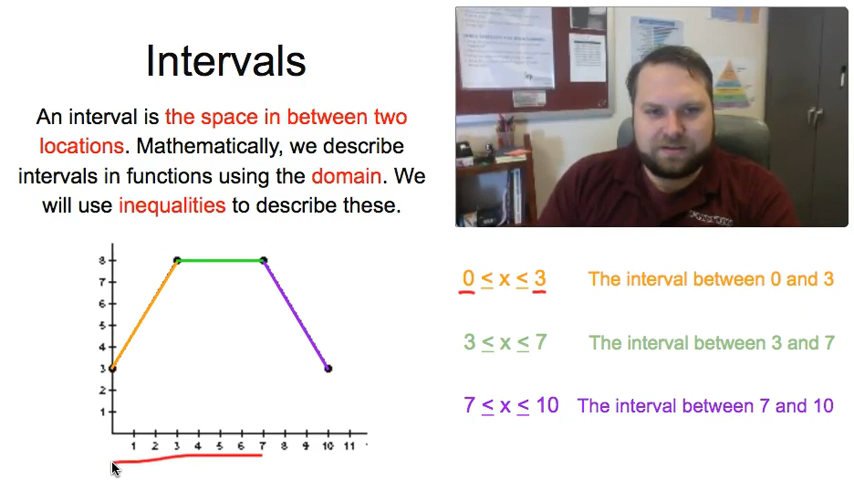 Intervals
An interval is the space in between two
locations. Mathematically, we describe
intervals in functions using the domain. We
will use inequalities to describe these.
8
7
6
5
4
3
2
1
1 2 3 4 5 6 7 8 9 10 11
0 ≤ x ≤ 3 The interval between 0 and 3
3 ≤ x ≤ 7 The interval between 3 and 7
7 ≤ x ≤ 10 The interval between 7 and 10